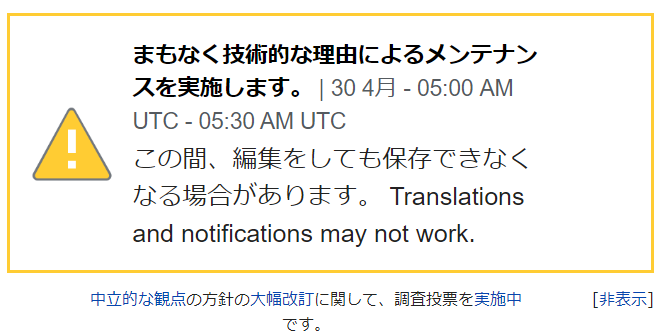 まもなく技術的な理由によるメンテナン
スを実施します。 | 30 4月 - 05:00 AM
UTC - 05:30 AM UTC
この間、編集をしても保存できなく
なる場合があります。 Translations
and notifications may not work.
中立的な観点の方針の大幅改訂に関して、調査投票を実施中 [非表示]
です。